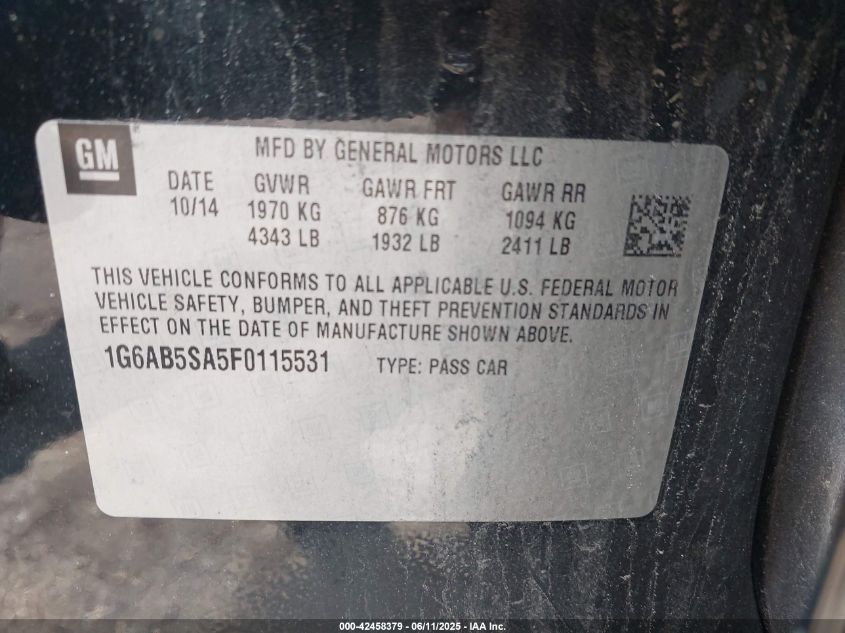 GM
MFD BY GENERAL MOTORS LLC
DATE GVWR GAWR FRT GAWR RR
10/14 1970 KG 876 KG 1094 KG
4343 LB 1932 LB 2411 LB
THIS VEHICLE CONFORMS TO ALL APPLICABLE U.S. FEDERAL MOTOR
VEHICLE SAFETY, BUMPER, AND THEFT PREVENTION STANDARDS IN
EFFECT ON THE DATE OF MANUFACTURE SHOWN ABOVE.
1G6AB5SA5F0115531 TYPE: PASS CAR
000-42458379 - 06/11/2025 - IAA Inc.